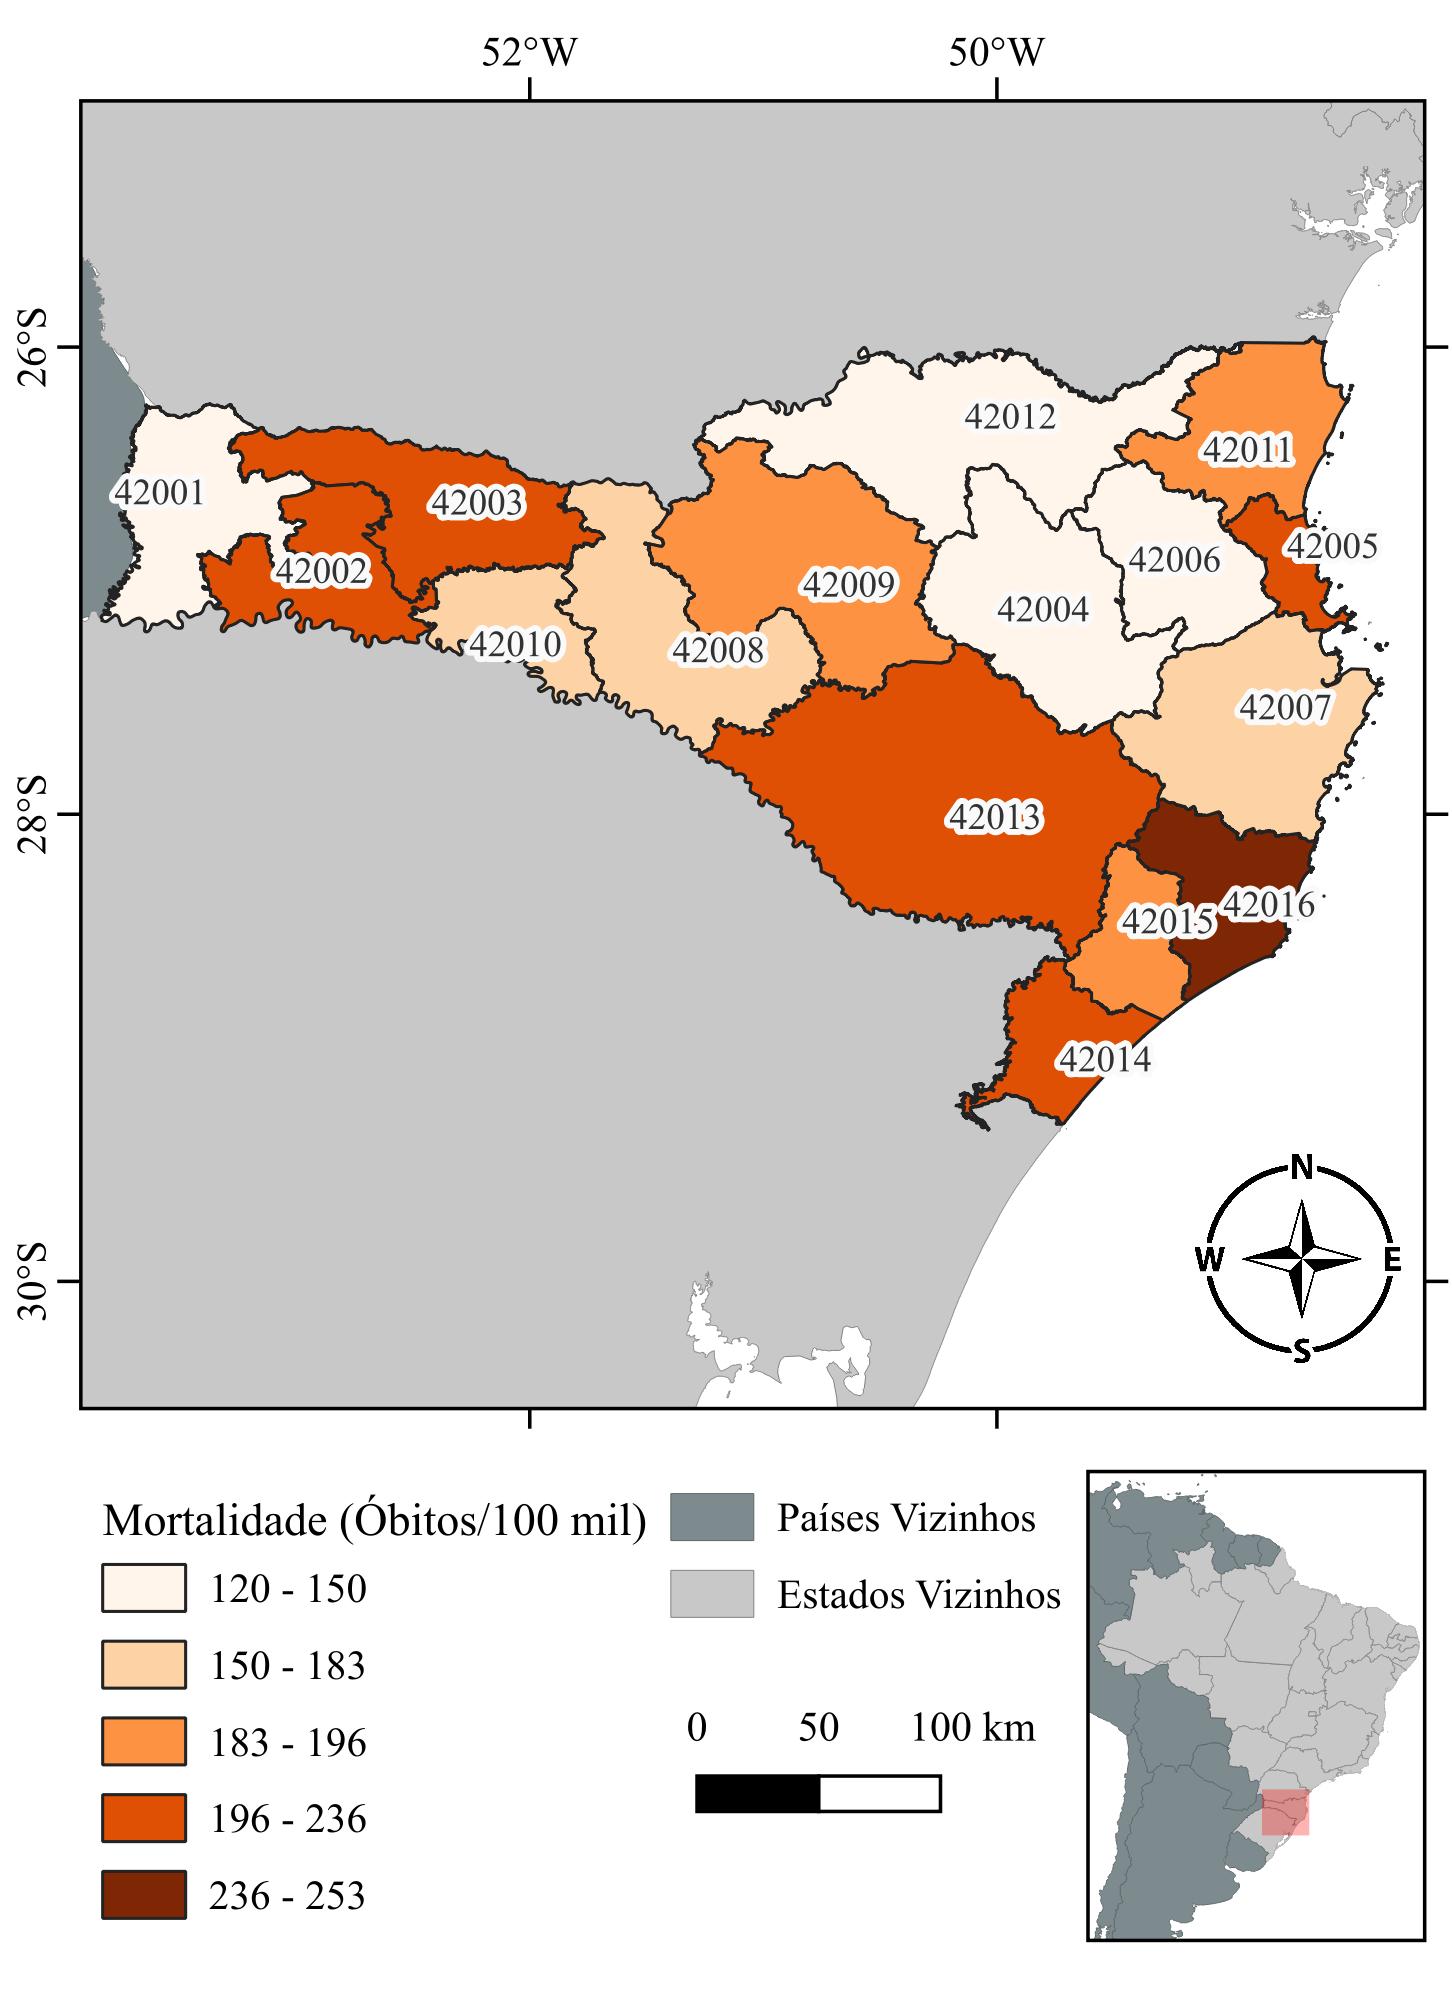 52°W 50°W
26°S
28°S
30°S
42012
42011
42001
42003
42005
42006
42002
42009
42004
42010
42008
42007
42013
42016
42015
42014
N
W E
S
Mortalidade (Óbitos/100 mil)
120 - 150
150 - 183
183 - 196
196 - 236
236 - 253
Países Vizinhos
Estados Vizinhos
0 50 100 km